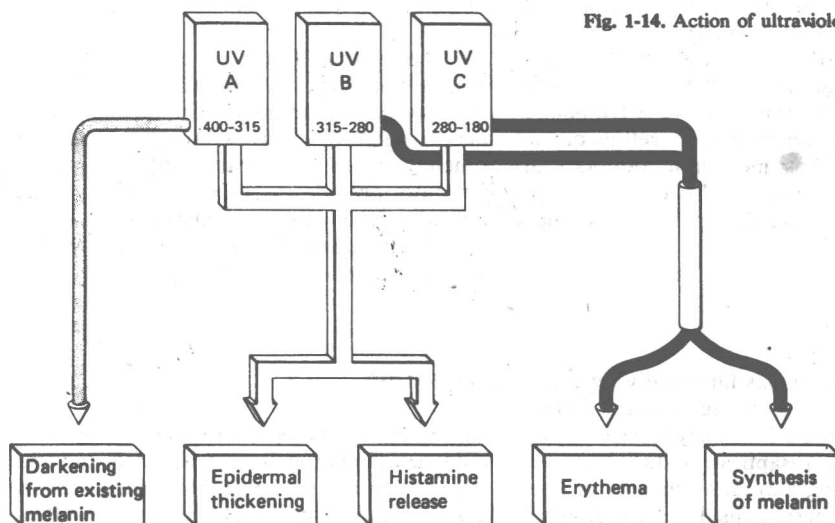 Fig. 1-14. Action of ultraviole
UV
A
400-315
UV
B
315-280
UV
C
280-180
Darkening
from existing
melanin
Epidermal
thickening
Histamine
release
Erythema
Synthesis
of melanin